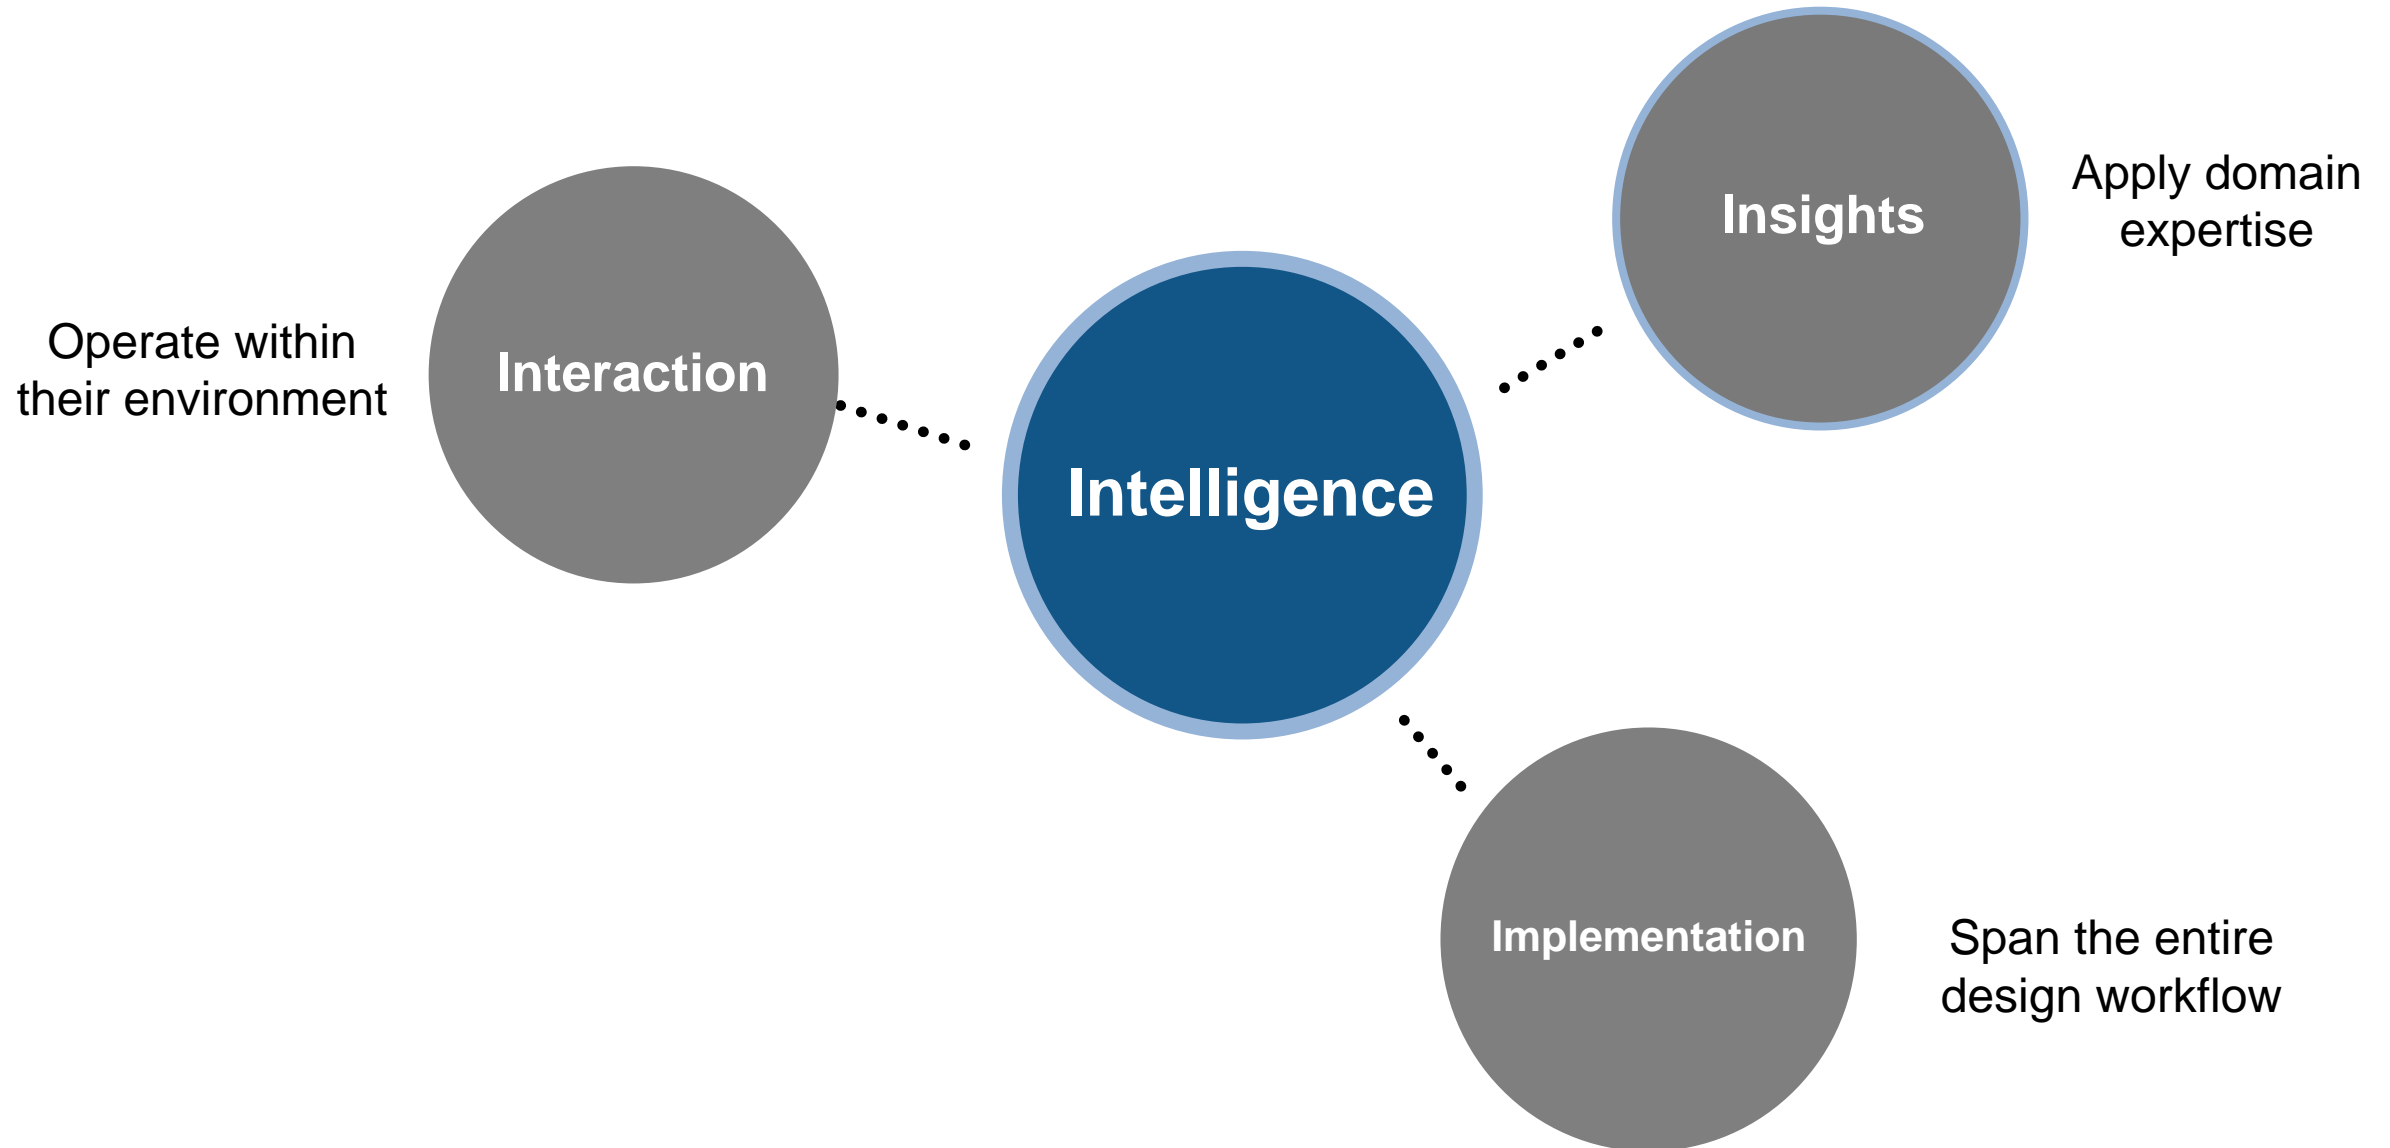 Operate within
their environment
Interaction
Intelligence
Insights
Apply domain
expertise
Implementation
Span the entire
design workflow